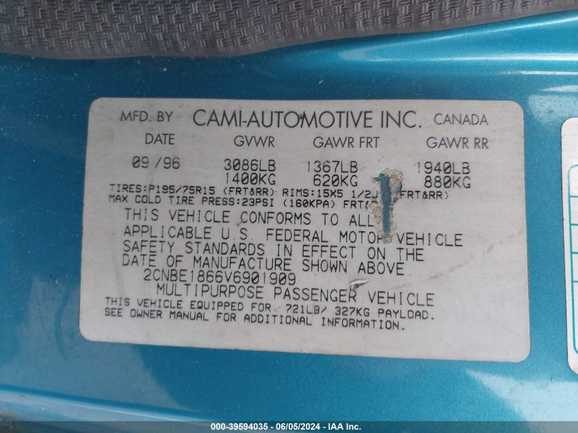 MFD. BY CAMI-AUTOMOTIVE INC. CANADA
DATE GVWR GAWR FRT GAWR RR
09/96 3086LB 1367LB 1940LB
1400KG 620KG 880KG
TIRES:P195/75R15 (FRT&RR) RIMS:15X5 1/2J (FRT&RR)
MAX COLD TIRE PRESS:23PSI (160KPA) FRT&
THIS VEHICLE CONFORMS TO ALL
APPLICABLE U.S. FEDERAL MOTOR VEHICLE
SAFETY STANDARDS IN EFFECT ON THE
DATE OF MANUFACTURE SHOWN ABOVE
2CNBE1866V6901909
MULTIPURPOSE PASSENGER VEHICLE
THIS VEHICLE EQUIPPED FOR 721LB/ 327KG PAYLOAD.
SEE OWNER MANUAL FOR ADDITIONAL INFORMATION.
000-39594035 - 06/05/2024 - IAA Inc.